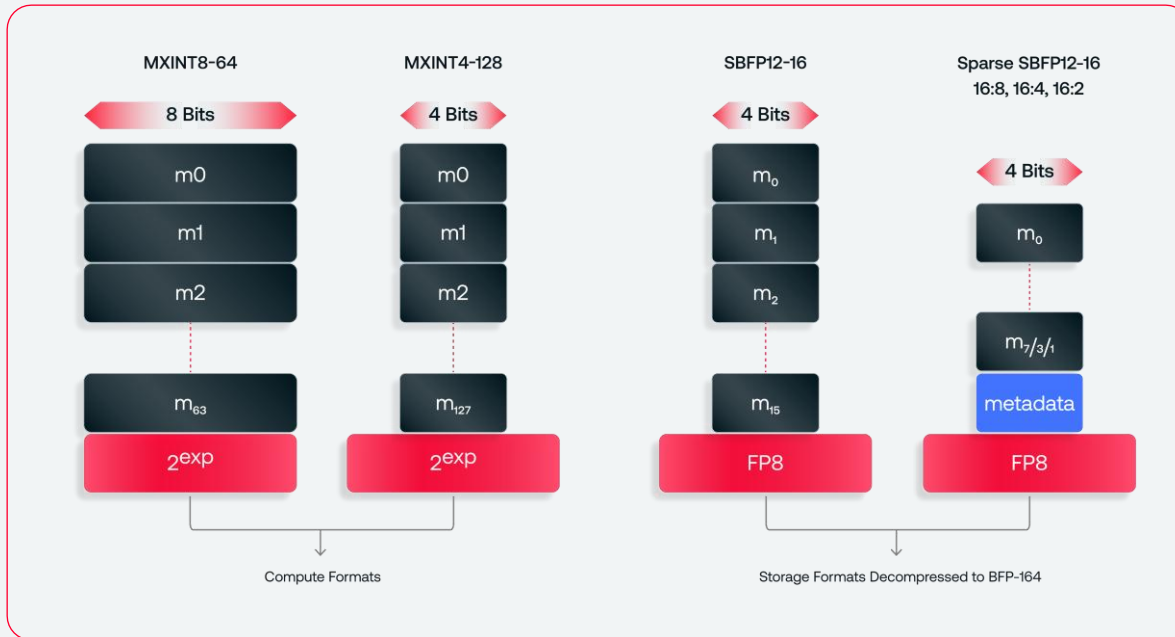 MXINT8-64
8 Bits
m0
m1
m2
m₆₃
2ᵉˣᵖ
MXINT4-128
4 Bits
m0
m1
m2
m₁₂₇
2ᵉˣᵖ
Compute Formats
SBFP12-16
4 Bits
m₀
m₁
m₂
m₁₅
FP8
Sparse SBFP12-16
16:8, 16:4, 16:2
4 Bits
m₀
m₇/₃/₁
metadata
FP8
Storage Formats Decompressed to BFP-164